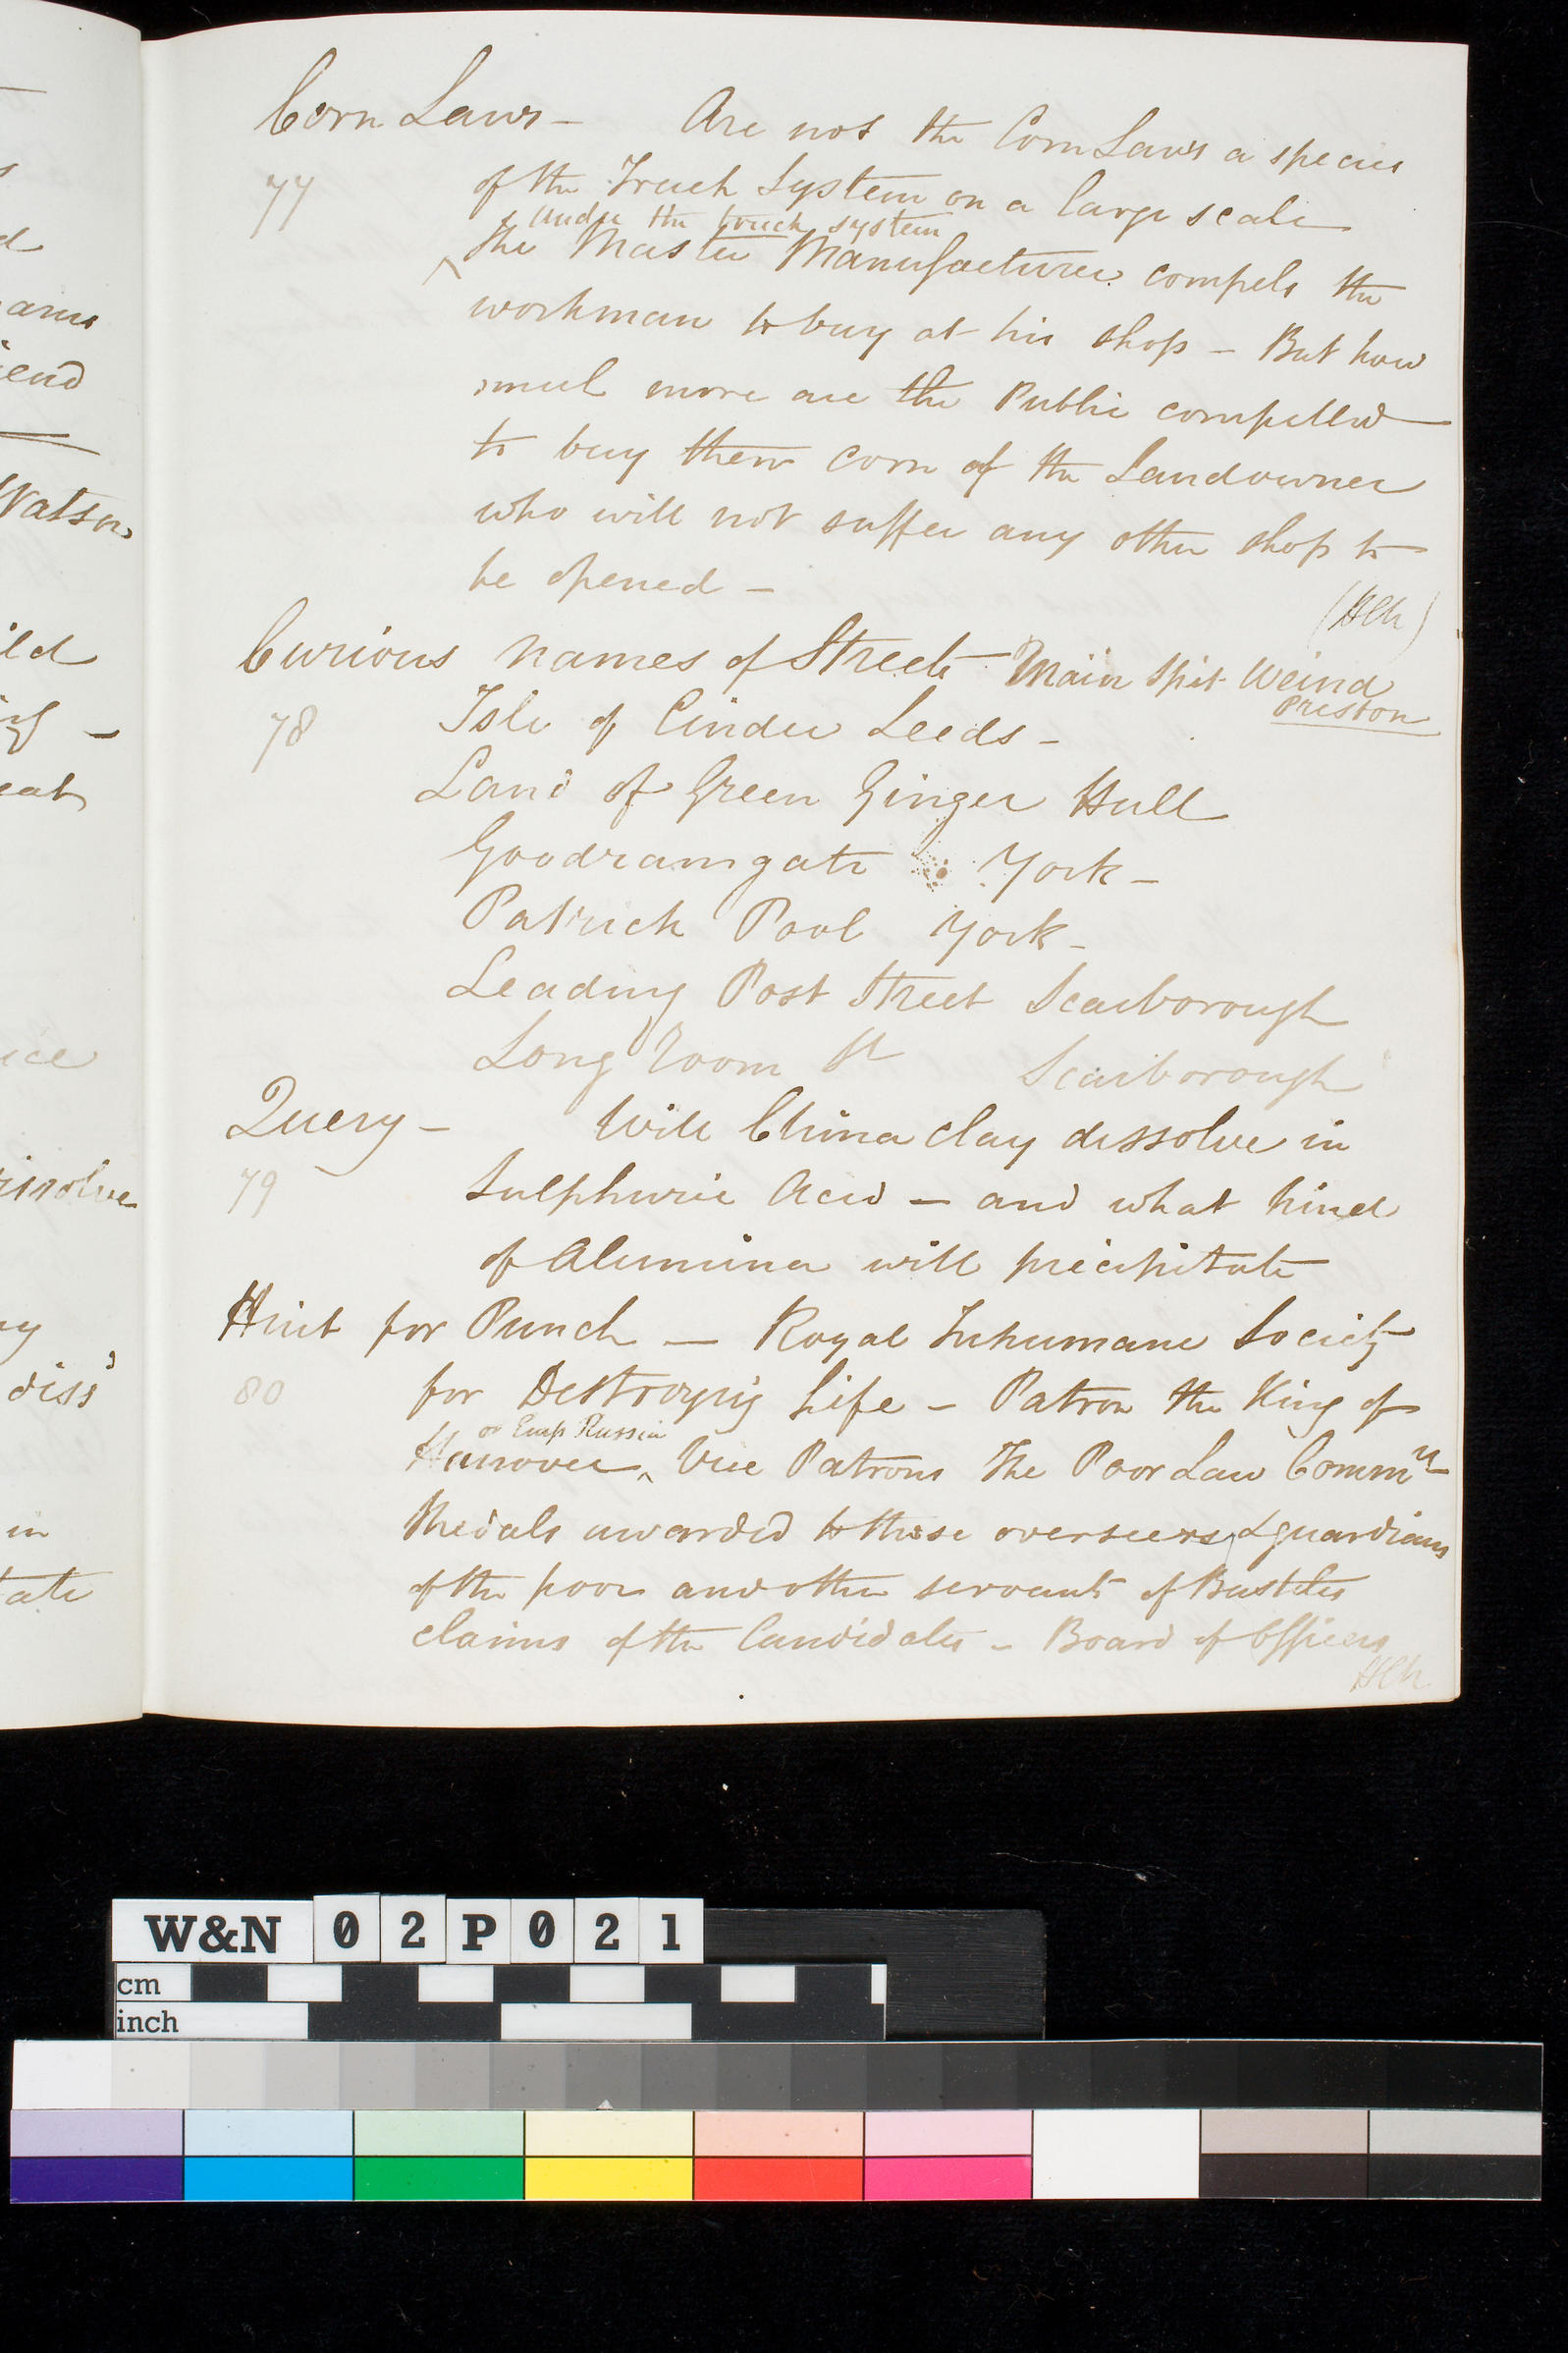 Corn Laws - Are not the Corn Laws a species
77 of the Truck System on a large scale
under the truck system
The Master Manufacturer compels the
workman to buy at his shop - But how
much more are the Public compelled
to buy their corn of the Landowner
who will not suffer any other shop to
be opened -
(HCh)
Curious names of Streets - Main Spit Weind
Preston
78 Isle of Cinder Leeds -
Land of Green Ginger Hull
Goodramgate York -
Patrick Pool York -
Leading Post Street Scarborough
Long Room St Scarborough
Query - Will China clay dissolve in
79 Sulphuric Acid - and what kind
of Alumina will precipitate
Hint for Punch - Royal Inhumane Society
80 for Destroying Life - Patron the King of
or Emp Russia
Hanover, Vice Patrons The Poor Law Commrs
Medals awarded to those overseers & guardians
of the poor and other servants of Bastiles
claims of the Candidates - Board of Officers
HCh
Watson
ams
iend
ild
eat
ice
issolve
diss
in
tate
W&N 02P021
cm
inch